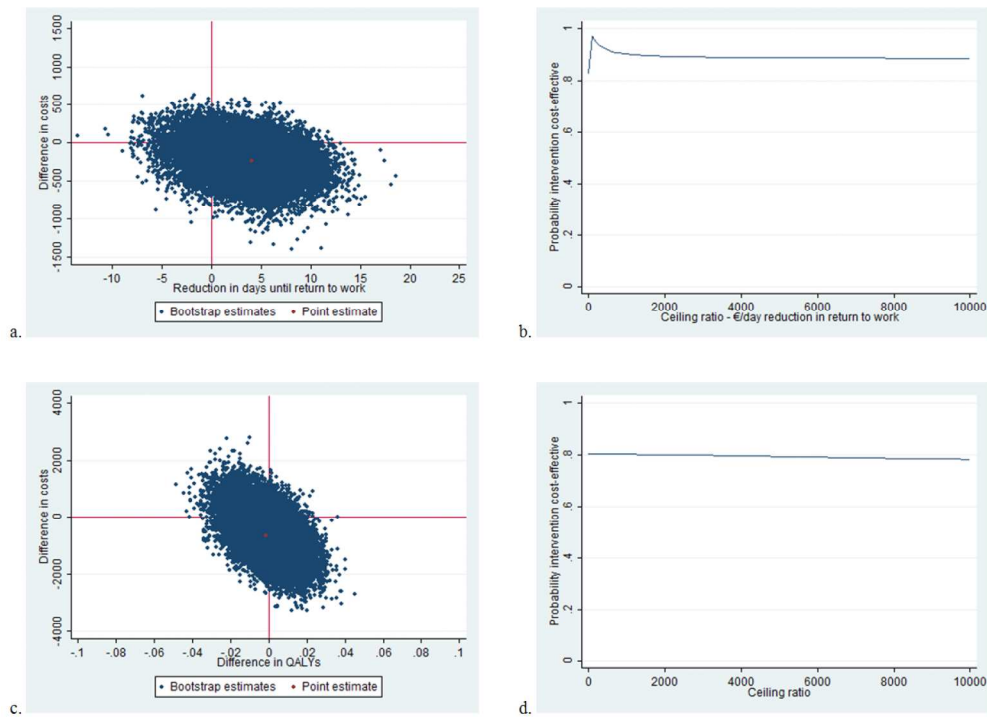 1500
1000
500
0
-500
-1000
-1500
Difference in costs
-10 -5 0 5 10 15 20 25
Reduction in days until return to work
Bootstrap estimates Point estimate
a.
1
.8
.6
.4
.2
0
Probability intervention cost-effective
0 2000 4000 6000 8000 10000
Ceiling ratio - €/day reduction in return to work
b.
4000
2000
0
-2000
-4000
Difference in costs
-.1 -.08 -.06 -.04 -.02 0 .02 .04 .06 .08 .1
Difference in QALYs
Bootstrap estimates Point estimate
c.
1
.8
.6
.4
.2
0
Probability intervention cost-effective
0 2000 4000 6000 8000 10000
Ceiling ratio
d.